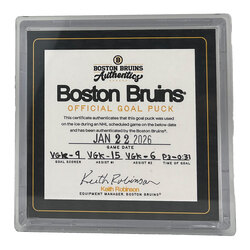 BOSTON BRUINS
Authentics
Boston Bruins®
OFFICIAL GOAL PUCK
This certificate authenticates that this goal puck was used
on the ice during an NHL scheduled game on the below date
and has been authenticated by the Boston Bruins®.
JAN 22 2026
GAME DATE
VGK-9 VGK-15 VGK-6 P3-0:31
GOAL SCORER ASSIST #1 ASSIST #2 TIME OF GOAL
Keith Robinson
Keith Robinson
EQUIPMENT MANAGER, BOSTON BRUINS®